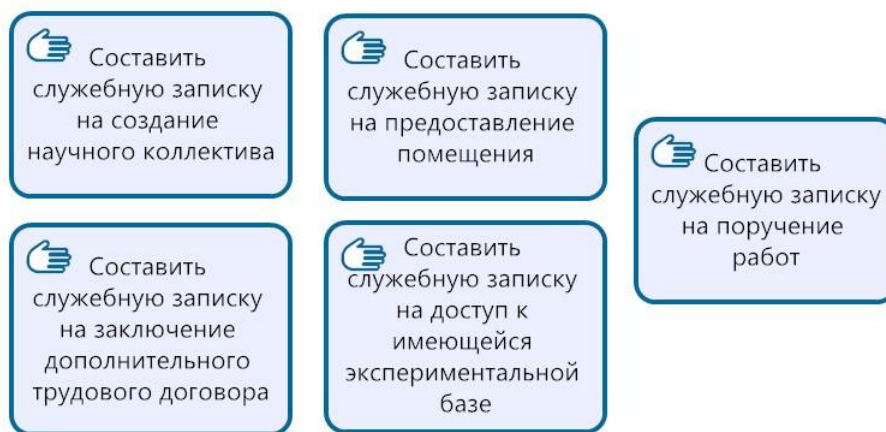 Составить
служебную записку
на создание
научного коллектива
Составить
служебную записку
на предоставление
помещения
Составить
служебную записку
на поручение
работ
Составить
служебную записку
на заключение
дополнительного
трудового договора
Составить
служебную записку
на доступ к
имеющейся
экспериментальной
базе